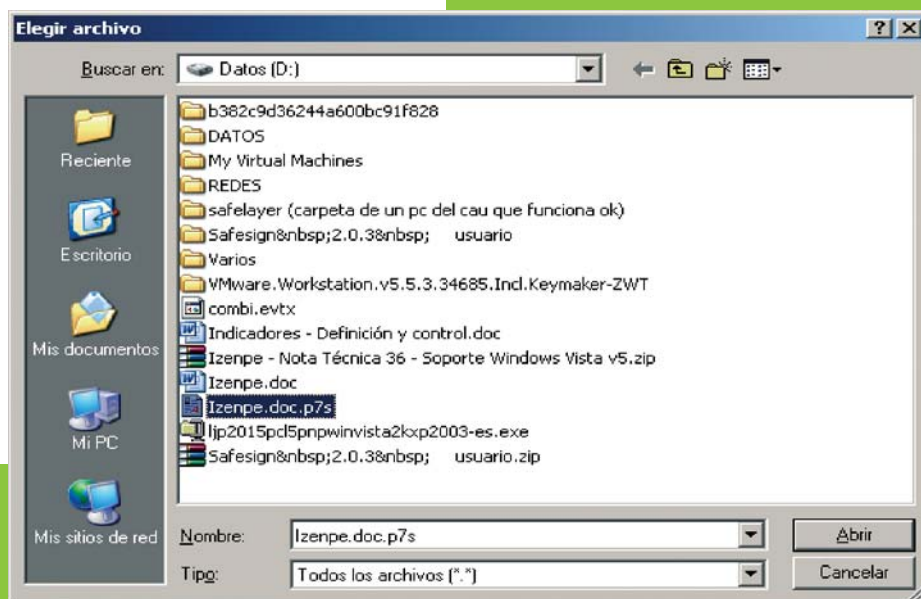 Elegir archivo
Buscar en: Datos (D:)
Reciente
Escritorio
Mis documentos
Mi PC
Mis sitios de red
b382c9d36244a600bc91f828
DATOS
My Virtual Machines
REDES
safelayer (carpeta de un pc del cau que funciona ok)
Safesign&nbsp;2.0.3&nbsp; usuario
Varios
VMware.Workstation.v5.5.3.34685.Incl.Keymaker-ZWT
combi.evtx
Indicadores - Definición y control.doc
Izenpe - Nota Técnica 36 - Soporte Windows Vista v5.zip
Izenpe.doc
Izenpe.doc.p7s
ljp2015pcl5pnpwinvista2kxp2003-es.exe
Safesign&nbsp;2.0.3&nbsp; usuario.zip
Nombre: Izenpe.doc.p7s Abrir
Tipo: Todos los archivos (*.*) Cancelar